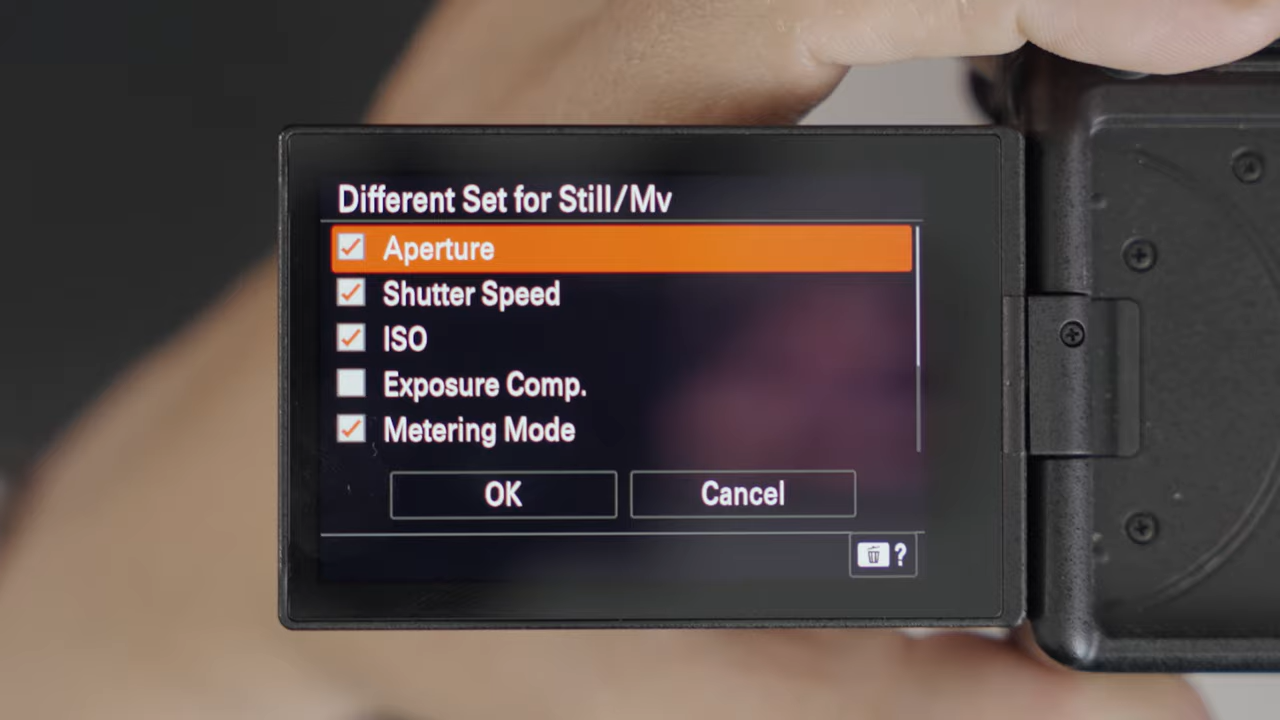 Different Set for Still/Mv
Aperture
Shutter Speed
ISO
Exposure Comp.
Metering Mode
OK Cancel
?